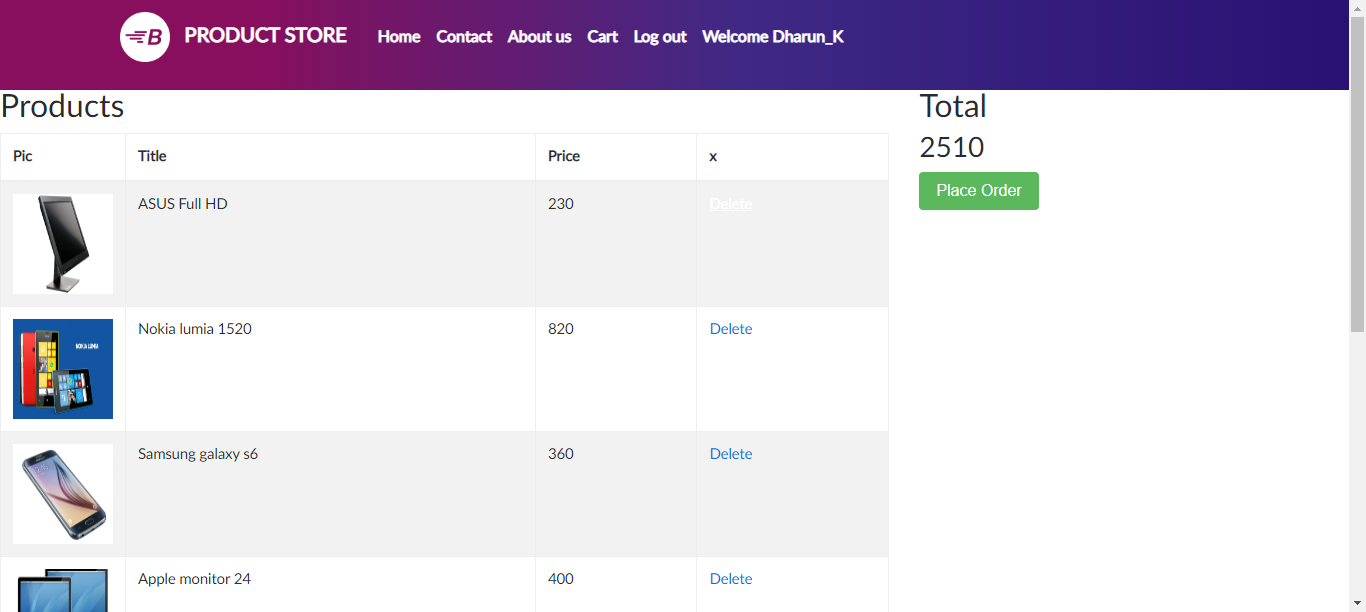 B PRODUCT STORE Home Contact About us Cart Log out Welcome Dharun_K
Products
Pic Title Price x
ASUS Full HD 230 Delete
Nokia lumia 1520 820 Delete
NOKIA LUMIA
Samsung galaxy s6 360 Delete
Apple monitor 24 400 Delete
Total
2510
Place Order